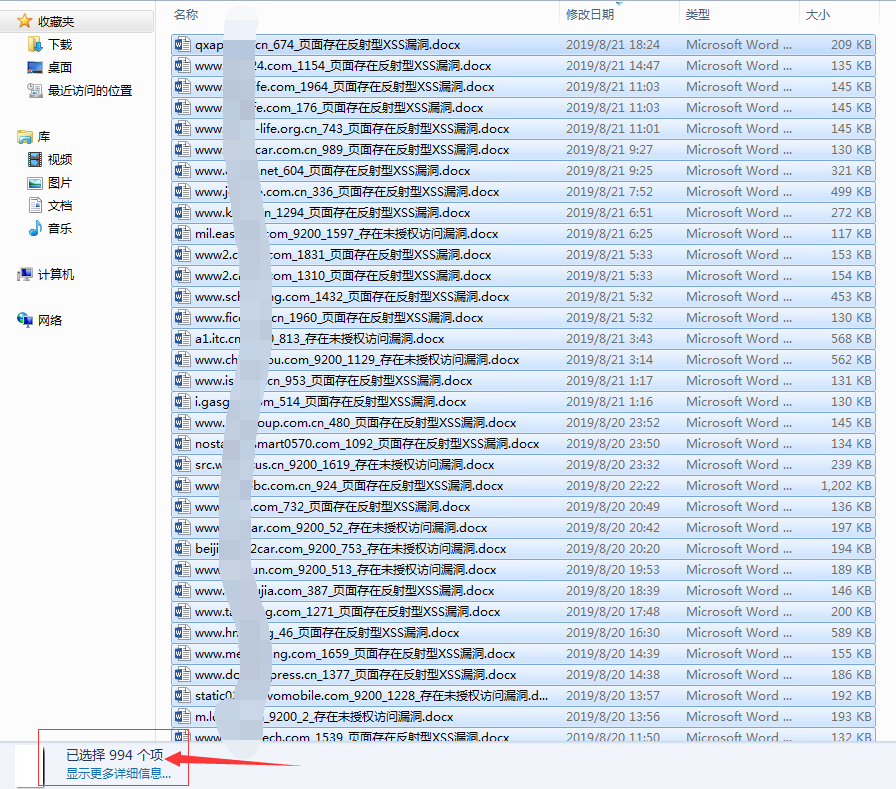 名称 修改日期 类型 大小
收藏夹
下载
桌面
最近访问的位置
库
视频
图片
文档
音乐
计算机
网络
qxap cn_674_页面存在反射型XSS漏洞.docx 2019/8/21 18:24 Microsoft Word ... 209 KB
www. 24.com_1154_页面存在反射型XSS漏洞.docx 2019/8/21 14:47 Microsoft Word ... 135 KB
www. fe.com_1964_页面存在反射型XSS漏洞.docx 2019/8/21 11:03 Microsoft Word ... 145 KB
www. fe.com_176_页面存在反射型XSS漏洞.docx 2019/8/21 11:03 Microsoft Word ... 145 KB
www. -life.org.cn_743_页面存在反射型XSS漏洞.docx 2019/8/21 11:01 Microsoft Word ... 145 KB
www. car.com.cn_989_页面存在反射型XSS漏洞.docx 2019/8/21 9:27 Microsoft Word ... 130 KB
www. .net_604_页面存在反射型XSS漏洞.docx 2019/8/21 9:25 Microsoft Word ... 321 KB
www.j e.com.cn_336_页面存在反射型XSS漏洞.docx 2019/8/21 7:52 Microsoft Word ... 499 KB
www.k n_1294_页面存在反射型XSS漏洞.docx 2019/8/21 6:51 Microsoft Word ... 272 KB
mil.eas .com_9200_1597_存在未授权访问漏洞.docx 2019/8/21 6:25 Microsoft Word ... 117 KB
www2.c om_1831_页面存在反射型XSS漏洞.docx 2019/8/21 5:33 Microsoft Word ... 153 KB
www2.c om_1310_页面存在反射型XSS漏洞.docx 2019/8/21 5:33 Microsoft Word ... 154 KB
www.sch ng.com_1432_页面存在反射型XSS漏洞.docx 2019/8/21 5:32 Microsoft Word ... 453 KB
www.fic cn_1960_页面存在反射型XSS漏洞.docx 2019/8/21 5:32 Microsoft Word ... 130 KB
a1.itc.cn 0_813_存在未授权访问漏洞.docx 2019/8/21 3:43 Microsoft Word ... 568 KB
www.ch ou.com_9200_1129_存在未授权访问漏洞.docx 2019/8/21 3:14 Microsoft Word ... 562 KB
www.is .cn_953_页面存在反射型XSS漏洞.docx 2019/8/21 1:17 Microsoft Word ... 131 KB
i.gasg om_514_页面存在反射型XSS漏洞.docx 2019/8/21 1:16 Microsoft Word ... 130 KB
www. oup.com.cn_480_页面存在反射型XSS漏洞.docx 2019/8/20 23:52 Microsoft Word ... 145 KB
nosta smart0570.com_1092_页面存在反射型XSS漏洞.docx 2019/8/20 23:50 Microsoft Word ... 134 KB
src.w cus.cn_9200_1619_存在未授权访问漏洞.docx 2019/8/20 23:32 Microsoft Word ... 239 KB
www bc.com.cn_924_页面存在反射型XSS漏洞.docx 2019/8/20 22:22 Microsoft Word ... 1,202 KB
www .com_732_页面存在反射型XSS漏洞.docx 2019/8/20 20:49 Microsoft Word ... 136 KB
www ar.com_9200_52_存在未授权访问漏洞.docx 2019/8/20 20:42 Microsoft Word ... 197 KB
beiji 2car.com_9200_753_存在未授权访问漏洞.docx 2019/8/20 20:20 Microsoft Word ... 194 KB
www un.com_9200_513_存在未授权访问漏洞.docx 2019/8/20 19:53 Microsoft Word ... 189 KB
www. jia.com_387_页面存在反射型XSS漏洞.docx 2019/8/20 18:39 Microsoft Word ... 146 KB
www.ta g.com_1271_页面存在反射型XSS漏洞.docx 2019/8/20 17:48 Microsoft Word ... 200 KB
www.hr g_46_页面存在反射型XSS漏洞.docx 2019/8/20 16:30 Microsoft Word ... 589 KB
www.me ng.com_1659_页面存在反射型XSS漏洞.docx 2019/8/20 14:39 Microsoft Word ... 155 KB
www.do press.cn_1377_页面存在反射型XSS漏洞.docx 2019/8/20 14:38 Microsoft Word ... 186 KB
static0 vomobile.com_9200_1228_存在未授权访问漏洞.d... 2019/8/20 13:57 Microsoft Word ... 192 KB
m.lu _9200_2_存在未授权访问漏洞.docx 2019/8/20 13:56 Microsoft Word ... 193 KB
www. tech.com_1539_页面存在反射型XSS漏洞.docx 2019/8/20 11:50 Microsoft Word ... 132 KB
已选择 994 个项
显示更多详细信息...